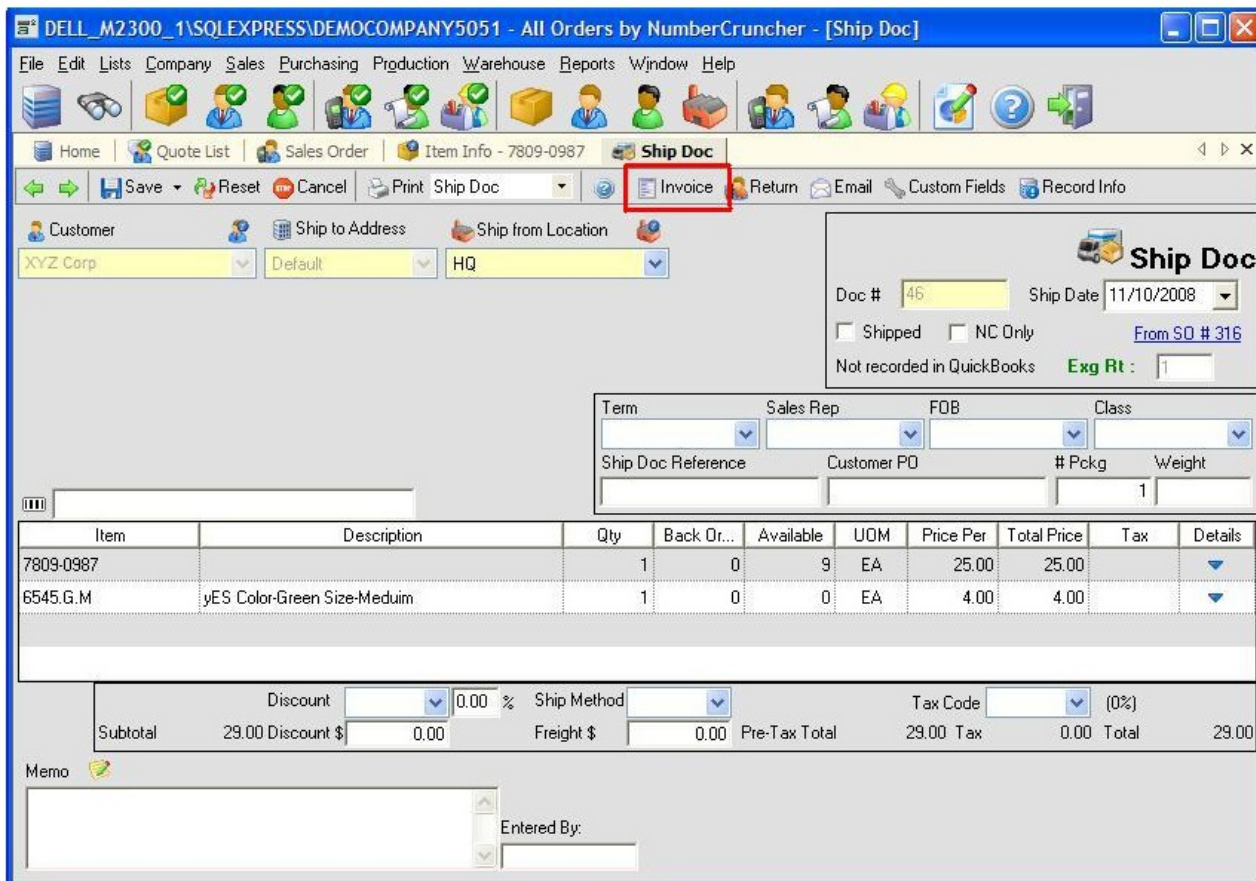 DELL_M2300_1\SQLEXPRESS\DEMOCOMPANY5051 - All Orders by NumberCruncher - [Ship Doc]
File Edit Lists Company Sales Purchasing Production Warehouse Reports Window Help
Home Quote List Sales Order Item Info - 7809-0987 Ship Doc
Save Reset Cancel Print Ship Doc Invoice Return Email Custom Fields Record Info
Customer Ship to Address Ship from Location
XYZ Corp Default HQ
Ship Doc
Doc # 46 Ship Date 11/10/2008
Shipped NC Only From SO # 316
Not recorded in QuickBooks Exg Rt : 1
Term Sales Rep FOB Class
Ship Doc Reference Customer PO # Pckg Weight
1
Item Description Qty Back Or... Available UOM Price Per Total Price Tax Details
7809-0987 1 0 9 EA 25.00 25.00
6545.G.M yES Color-Green Size-Meduim 1 0 0 EA 4.00 4.00
Discount 0.00 % Ship Method Tax Code (0%)
Subtotal 29.00 Discount $ 0.00 Freight $ 0.00 Pre-Tax Total 29.00 Tax 0.00 Total 29.00
Memo
Entered By: